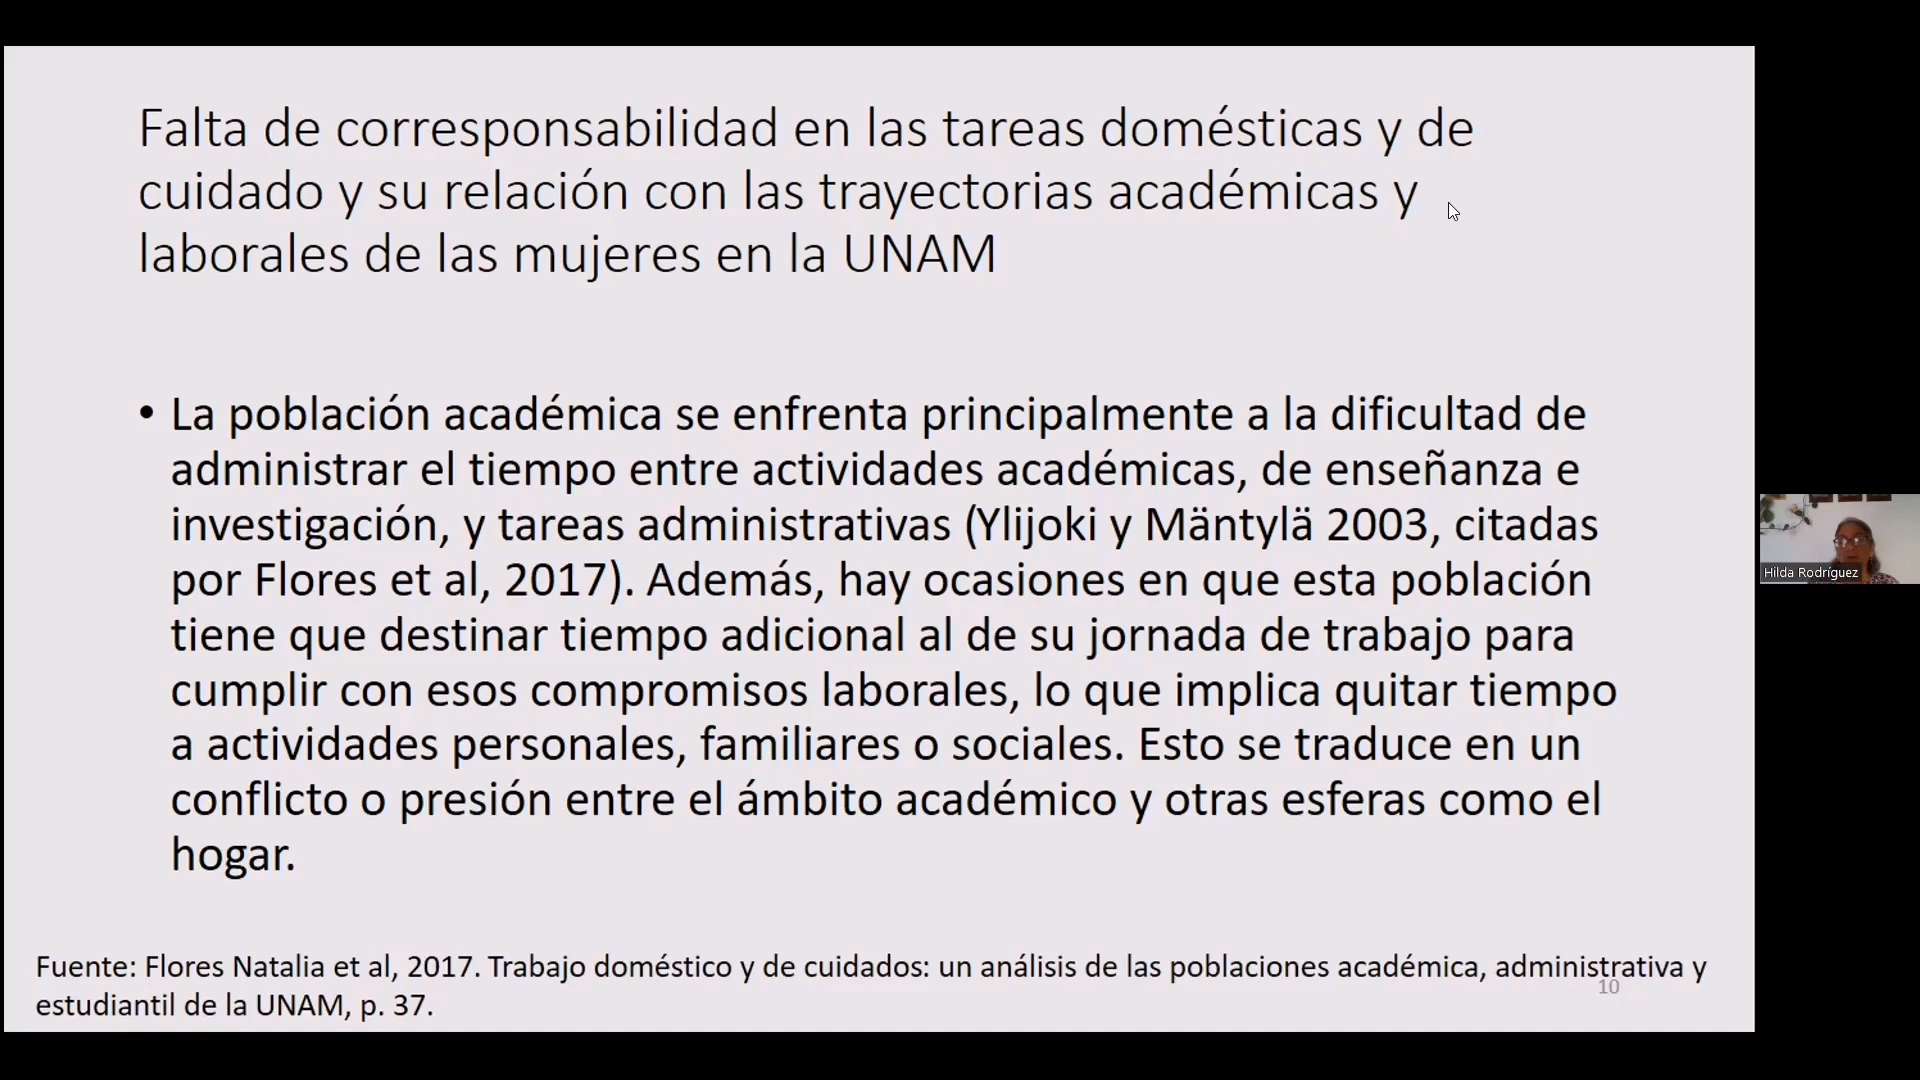 Falta de corresponsabilidad en las tareas domésticas y de
cuidado y su relación con las trayectorias académicas y
laborales de las mujeres en la UNAM
• La población académica se enfrenta principalmente a la dificultad de
administrar el tiempo entre actividades académicas, de enseñanza e
investigación, y tareas administrativas (Ylijoki y Mäntylä 2003, citadas
por Flores et al, 2017). Además, hay ocasiones en que esta población
tiene que destinar tiempo adicional al de su jornada de trabajo para
cumplir con esos compromisos laborales, lo que implica quitar tiempo
a actividades personales, familiares o sociales. Esto se traduce en un
conflicto o presión entre el ámbito académico y otras esferas como el
hogar.
Fuente: Flores Natalia et al, 2017. Trabajo doméstico y de cuidados: un análisis de las poblaciones académica, administrativa y
estudiantil de la UNAM, p. 37.
10
Hilda Rodríguez